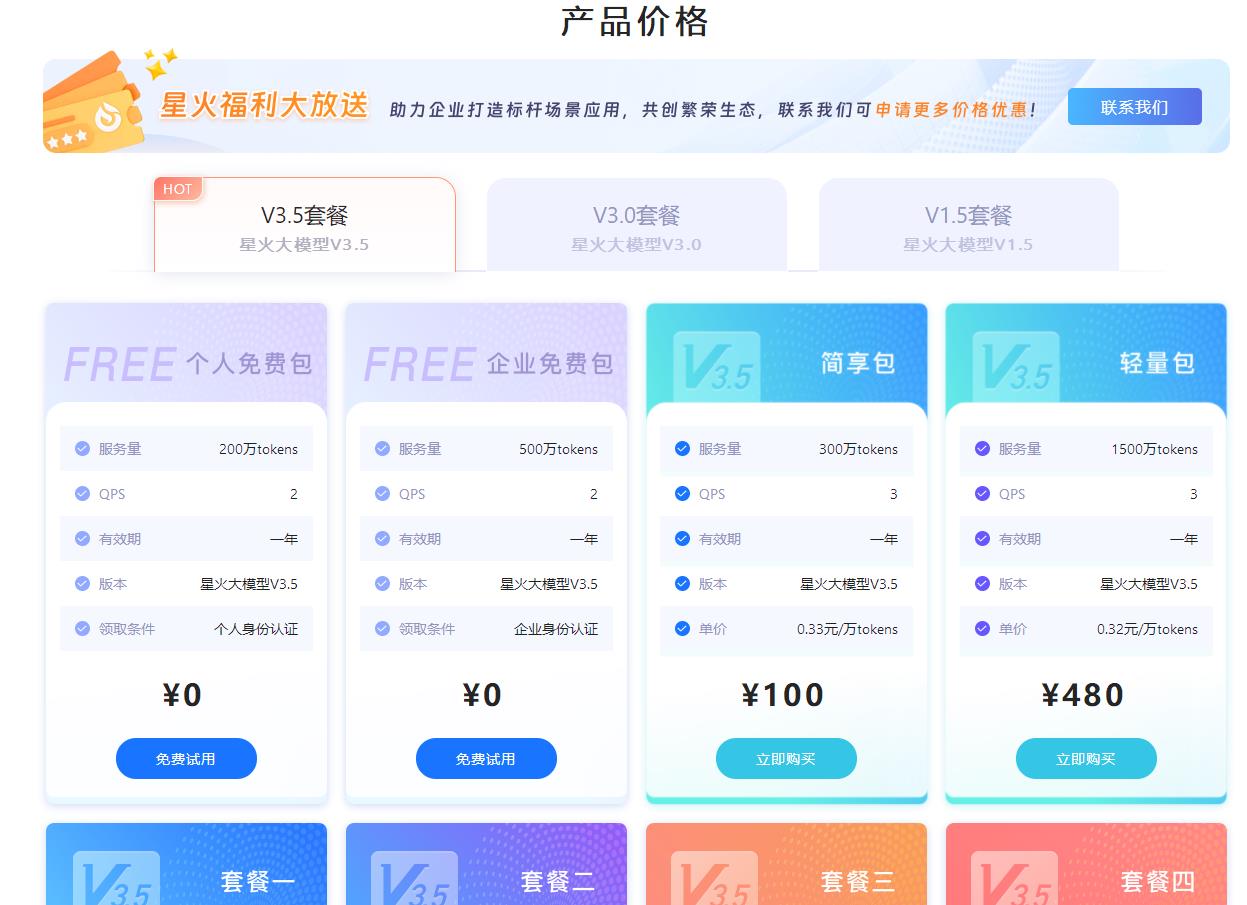 产品价格
星火福利大放送 助力企业打造标杆场景应用，共创繁荣生态，联系我们可申请更多价格优惠！ 联系我们
HOT
V3.5套餐 V3.0套餐 V1.5套餐
星火大模型V3.5 星火大模型V3.0 星火大模型V1.5
FREE 个人免费包
服务量 200万tokens
QPS 2
有效期 一年
版本 星火大模型V3.5
领取条件 个人身份认证
¥0
免费试用
FREE 企业免费包
服务量 500万tokens
QPS 2
有效期 一年
版本 星火大模型V3.5
领取条件 企业身份认证
¥0
免费试用
V3.5 简享包
服务量 300万tokens
QPS 3
有效期 一年
版本 星火大模型V3.5
单价 0.33元/万tokens
¥100
立即购买
V3.5 轻量包
服务量 1500万tokens
QPS 3
有效期 一年
版本 星火大模型V3.5
单价 0.32元/万tokens
¥480
立即购买
V3.5 套餐一
V3.5 套餐二
V3.5 套餐三
V3.5 套餐四